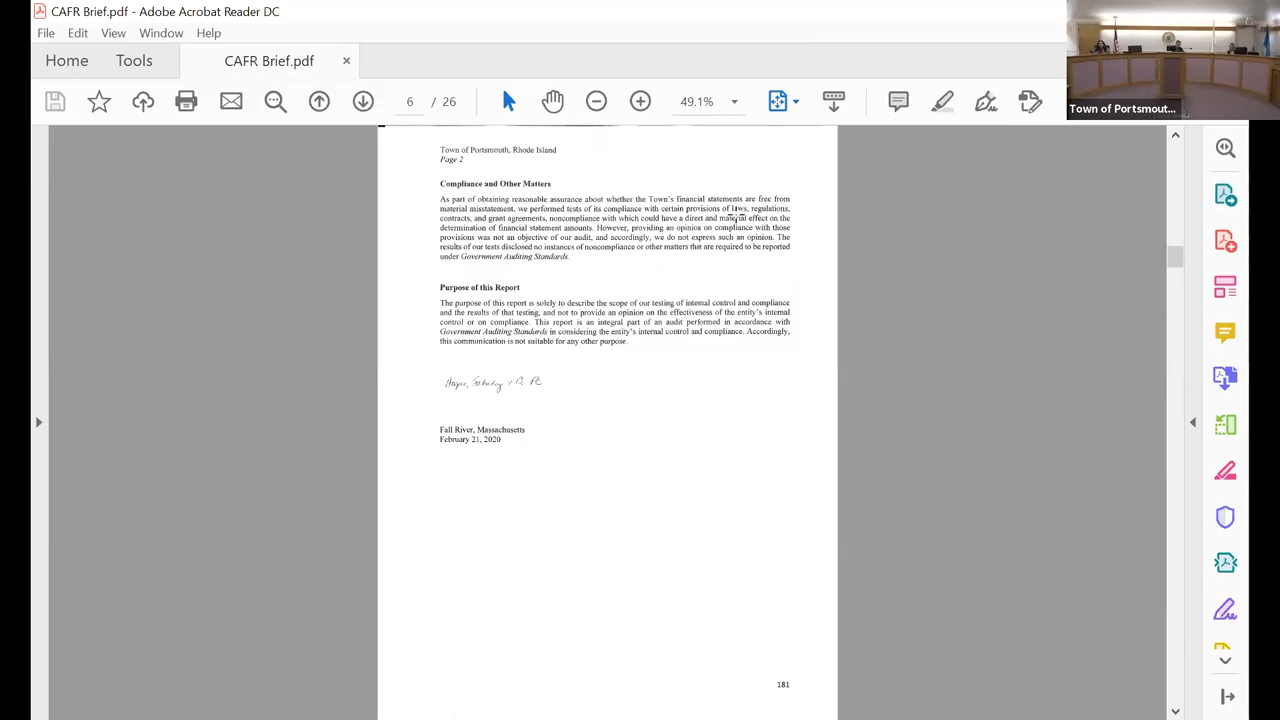 CAFR Brief.pdf - Adobe Acrobat Reader DC
File Edit View Window Help
Home Tools CAFR Brief.pdf ×
6 / 26 49.1%
Town of Portsmout...
Town of Portsmouth, Rhode Island
Page 2
Compliance and Other Matters
As part of obtaining reasonable assurance about whether the Town's financial statements are free from
material misstatement, we performed tests of its compliance with certain provisions of laws, regulations,
contracts, and grant agreements, noncompliance with which could have a direct and material effect on the
determination of financial statement amounts. However, providing an opinion on compliance with those
provisions was not an objective of our audit, and accordingly, we do not express such an opinion. The
results of our tests disclosed no instances of noncompliance or other matters that are required to be reported
under Government Auditing Standards.
Purpose of this Report
The purpose of this report is solely to describe the scope of our testing of internal control and compliance
and the results of that testing, and not to provide an opinion on the effectiveness of the entity's internal
control or on compliance. This report is an integral part of an audit performed in accordance with
Government Auditing Standards in considering the entity's internal control and compliance. Accordingly,
this communication is not suitable for any other purpose.
Fall River, Massachusetts
February 21, 2020
181